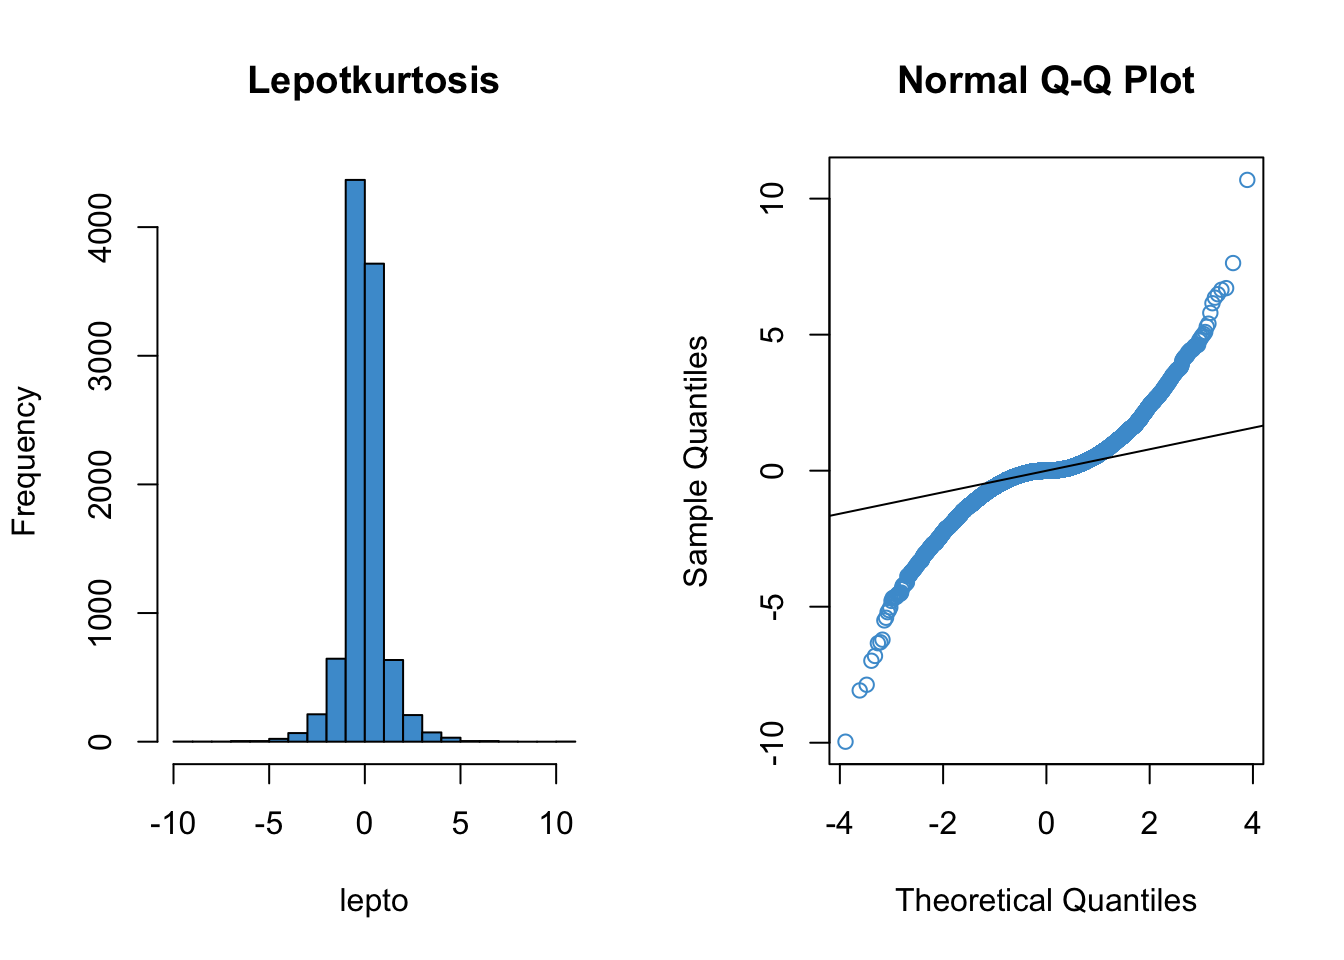 Lepotkurtosis
Frequency
0
1000
2000
3000
4000
-10 -5 0 5 10
lepto
Normal Q-Q Plot
Sample Quantiles
-10
-5
0
5
10
-4 -2 0 2 4
Theoretical Quantiles